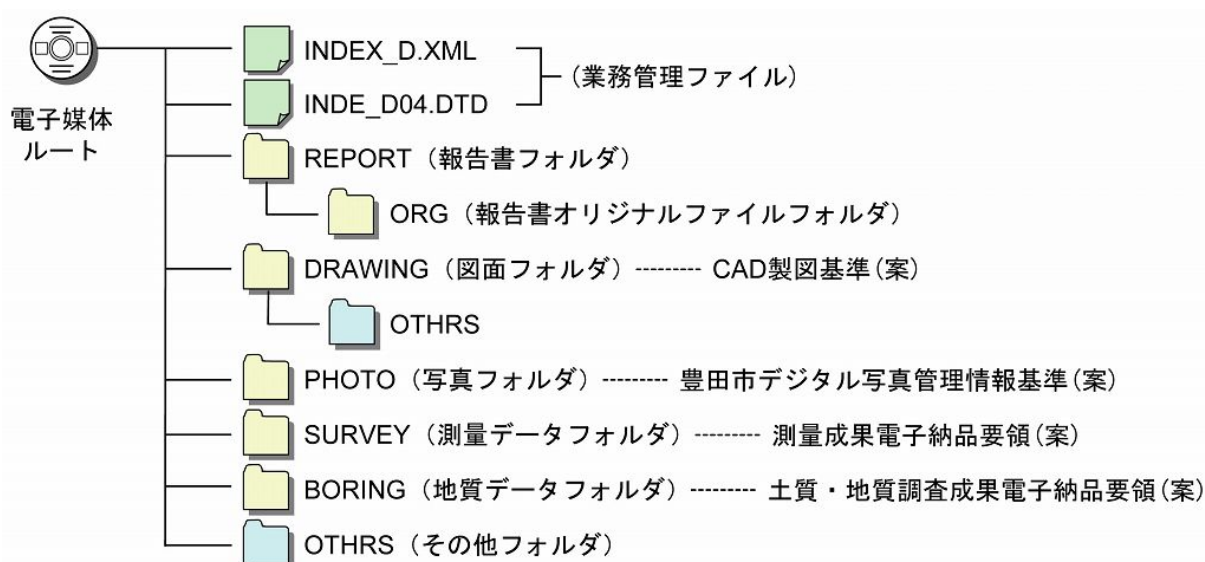 INDEX_D.XML
INDE_D04.DTD
(業務管理ファイル)
電子媒体
ルート
REPORT（報告書フォルダ）
ORG（報告書オリジナルファイルフォルダ）
DRAWING（図面フォルダ）--------- CAD製図基準(案)
OTHRS
PHOTO（写真フォルダ）--------- 豊田市デジタル写真管理情報基準(案)
SURVEY（測量データフォルダ）--------- 測量成果電子納品要領(案)
BORING（地質データフォルダ）--------- 土質・地質調査成果電子納品要領(案)
OTHRS（その他フォルダ）